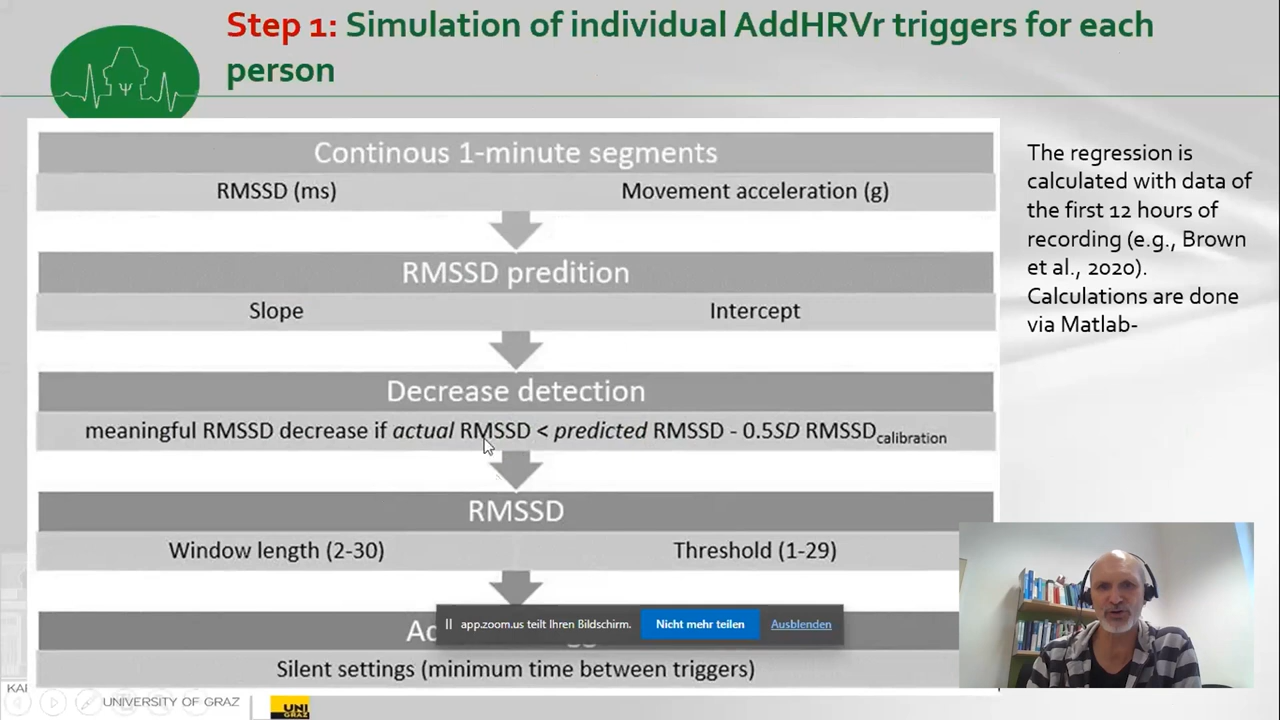 Step 1: Simulation of individual AddHRVr triggers for each
person
Continous 1-minute segments
RMSSD (ms) Movement acceleration (g)
RMSSD predition
Slope Intercept
Decrease detection
meaningful RMSSD decrease if actual RMSSD < predicted RMSSD - 0.5SD RMSSDcalibration
RMSSD
Window length (2-30) Threshold (1-29)
Silent settings (minimum time between triggers)
The regression is
calculated with data of
the first 12 hours of
recording (e.g., Brown
et al., 2020).
Calculations are done
via Matlab-
app.zoom.us teilt Ihren Bildschirm. Nicht mehr teilen Ausblenden
UNIVERSITY OF GRAZ
UNI
GRAZ